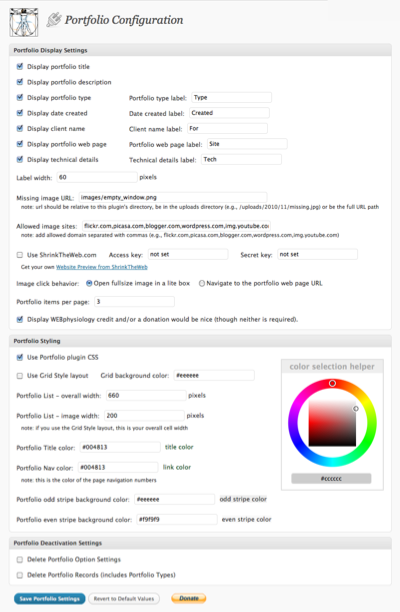 Portfolio Configuration
Portfolio Display Settings
Display portfolio title
Display portfolio description
Display portfolio type Portfolio type label: Type
Display date created Date created label: Created
Display client name Client name label: For
Display portfolio web page Portfolio web page label: Site
Display technical details Technical details label: Tech
Label width: 60 pixels
Missing image URL: images/empty_window.png
note: url should be relative to this plugin's directory, be in the uploads directory (e.g., /uploads/2010/11/missing.jpg) or be the full URL path
Allowed image sites: flickr.com,picasa.com,blogger.com,wordpress.com,img.youtube.co
note: add allowed domain separated with commas (e.g., flickr.com,picasa.com,blogger.com,wordpress.com,img.youtube.com)
Use ShrinkTheWeb.com Access key: not set Secret key: not set
Get your own Website Preview from ShrinkTheWeb
Image click behavior: Open fullsize image in a lite box Navigate to the portfolio web page URL
Portfolio items per page: 3
Display WEBphysiology credit and/or a donation would be nice (though neither is required).
Portfolio Styling
Use Portfolio plugin CSS
Use Grid Style layout Grid background color: #eeeeee
Portfolio List - overall width: 660 pixels
Portfolio List - image width: 200 pixels
note: if you use the Grid Style layout, this is your overall cell width
Portfolio Title color: #004813 title color
Portfolio Nav color: #004813 link color
note: this is the color of the page navigation numbers
Portfolio odd stripe background color: #eeeeee odd stripe color
Portfolio even stripe background color: #f9f9f9 even stripe color
color selection helper
#cccccc
Portfolio Deactivation Settings
Delete Portfolio Option Settings
Delete Portfolio Records (includes Portfolio Types)
Save Portfolio Settings Revert to Default Values Donate